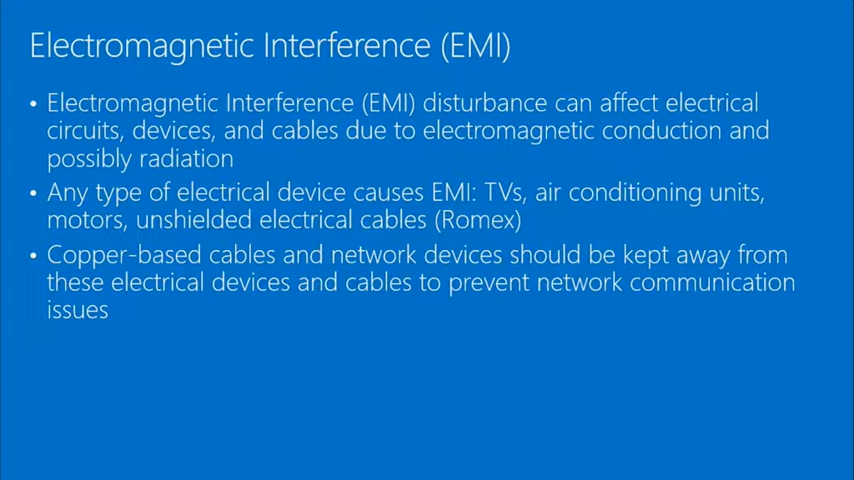 Electromagnetic Interference (EMI)
• Electromagnetic Interference (EMI) disturbance can affect electrical
circuits, devices, and cables due to electromagnetic conduction and
possibly radiation
• Any type of electrical device causes EMI: TVs, air conditioning units,
motors, unshielded electrical cables (Romex)
• Copper-based cables and network devices should be kept away from
these electrical devices and cables to prevent network communication
issues